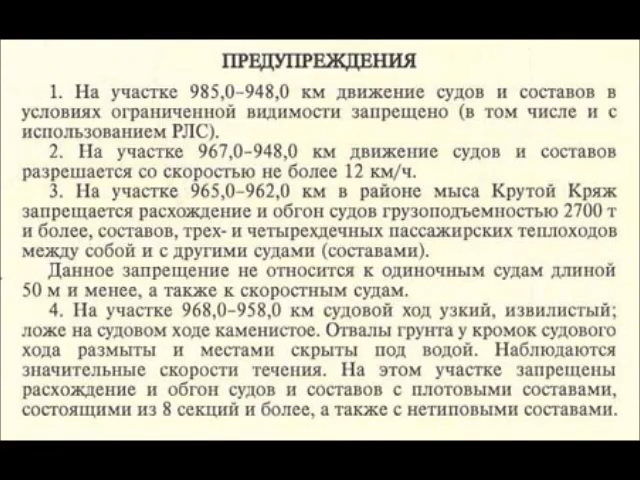 ПРЕДУПРЕЖДЕНИЯ
1. На участке 985,0–948,0 км движение судов и составов в
условиях ограниченной видимости запрещено (в том числе и с
использованием РЛС).
2. На участке 967,0–948,0 км движение судов и составов
разрешается со скоростью не более 12 км/ч.
3. На участке 965,0–962,0 км в районе мыса Крутой Кряж
запрещается расхождение и обгон судов грузоподъемностью 2700 т
и более, составов, трех- и четырехдечных пассажирских теплоходов
между собой и с другими судами (составами).
Данное запрещение не относится к одиночным судам длиной
50 м и менее, а также к скоростным судам.
4. На участке 968,0–958,0 км судовой ход узкий, извилистый;
ложе на судовом ходе каменистое. Отвалы грунта у кромок судового
хода размыты и местами скрыты под водой. Наблюдаются
значительные скорости течения. На этом участке запрещены
расхождение и обгон судов и составов с плотовыми составами,
состоящими из 8 секций и более, а также с нетиповыми составами.